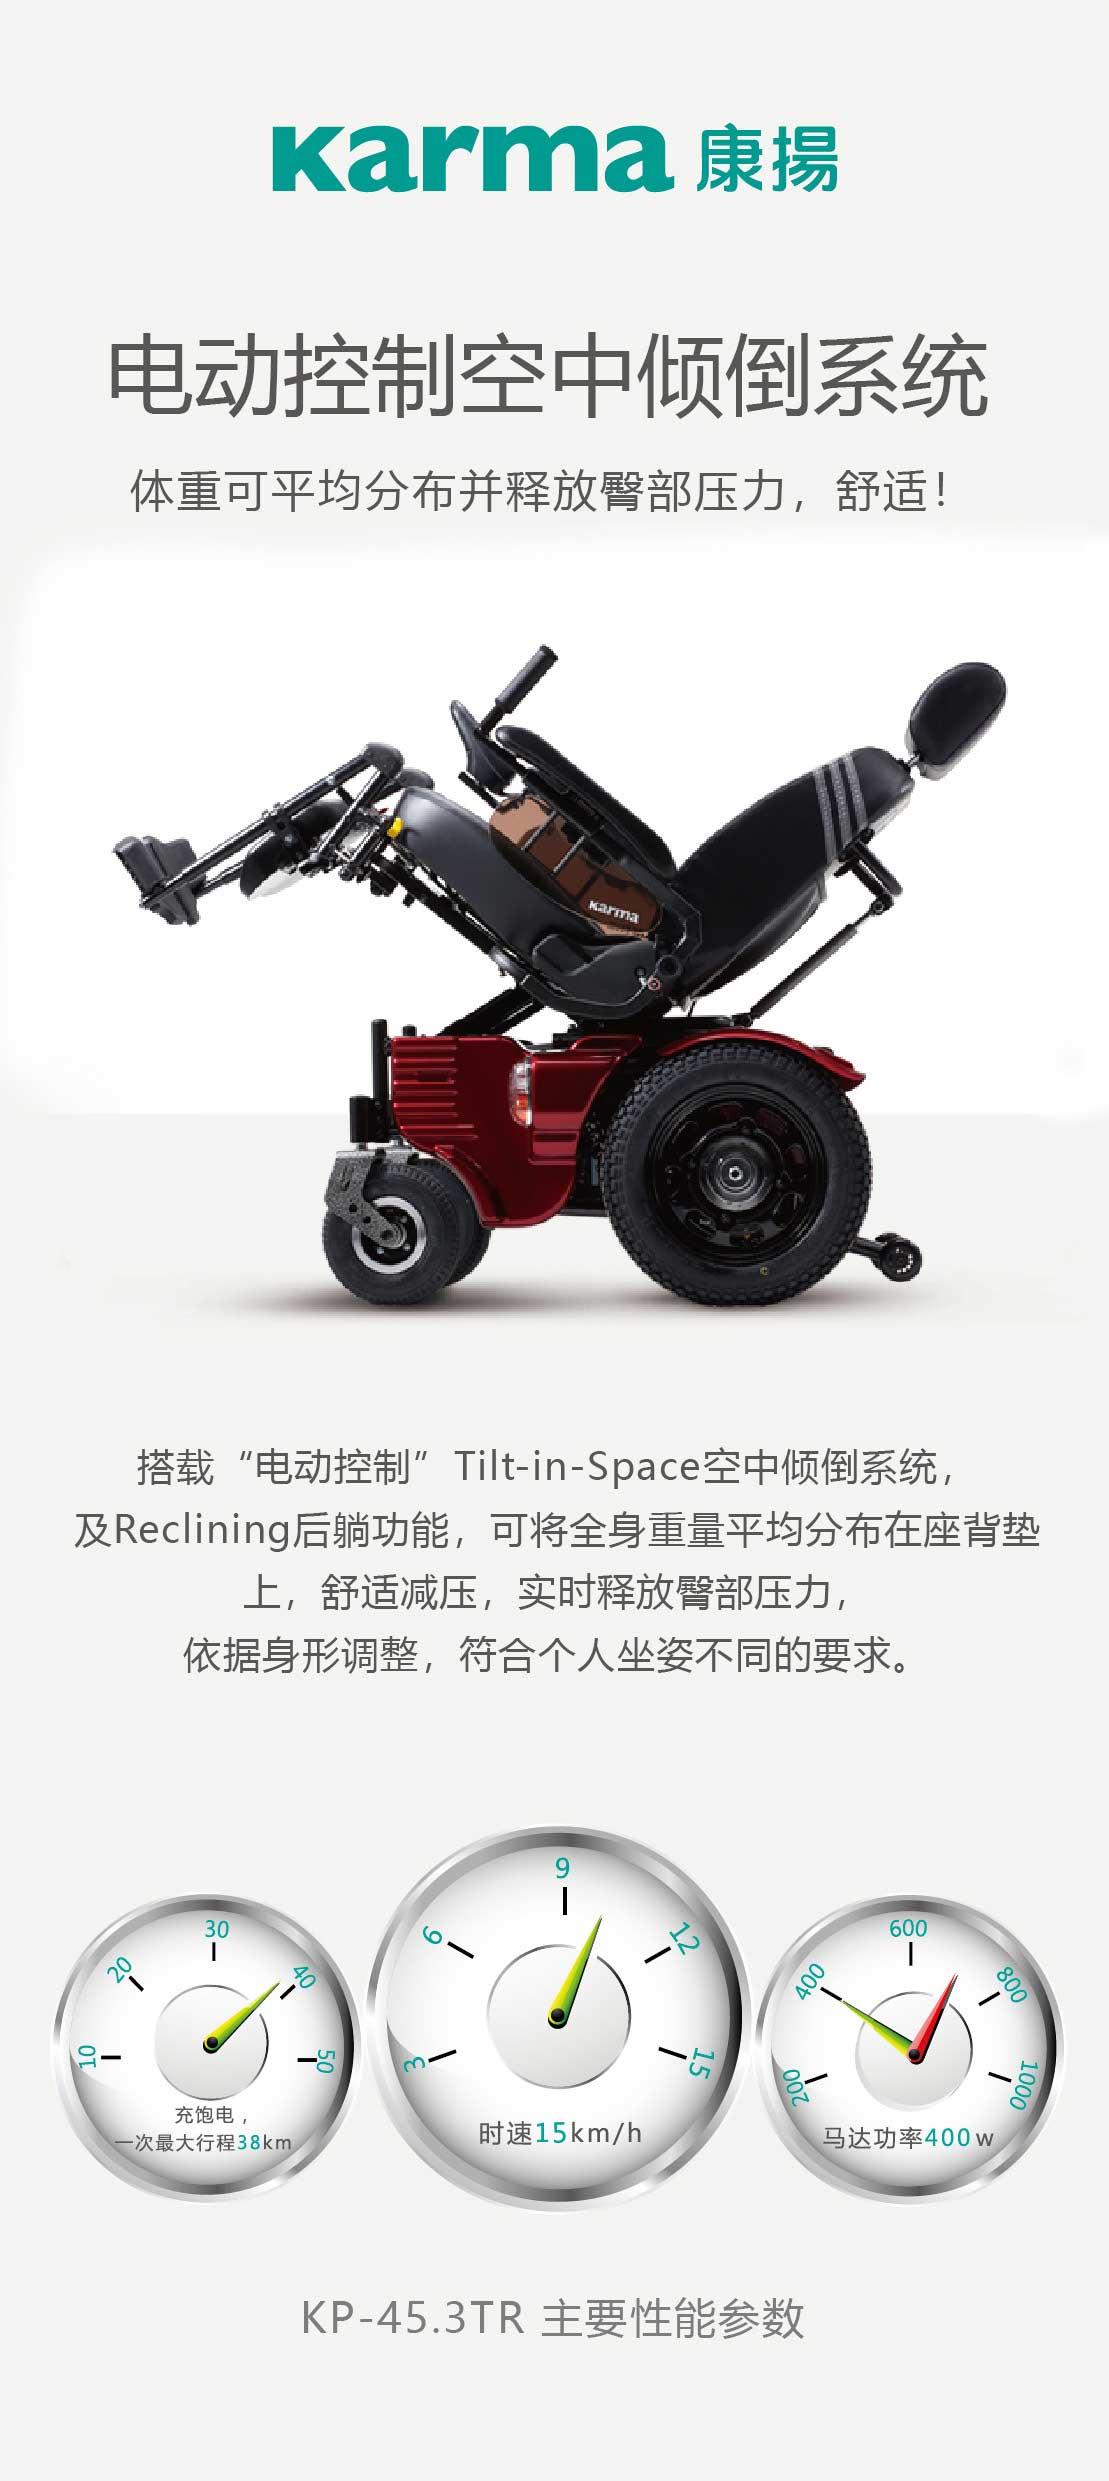 Karma 康揚
电动控制空中倾倒系统
体重可平均分布并释放臀部压力，舒适！
Karma
搭载“电动控制”Tilt-in-Space空中倾倒系统，
及Reclining后躺功能，可将全身重量平均分布在座背垫
上，舒适减压，实时释放臀部压力，
依据身形调整，符合个人坐姿不同的要求。
10
20
30
40
50
充饱电，
一次最大行程38km
3
6
9
12
15
时速15km/h
200
400
600
800
1000
马达功率400w
KP-45.3TR 主要性能参数